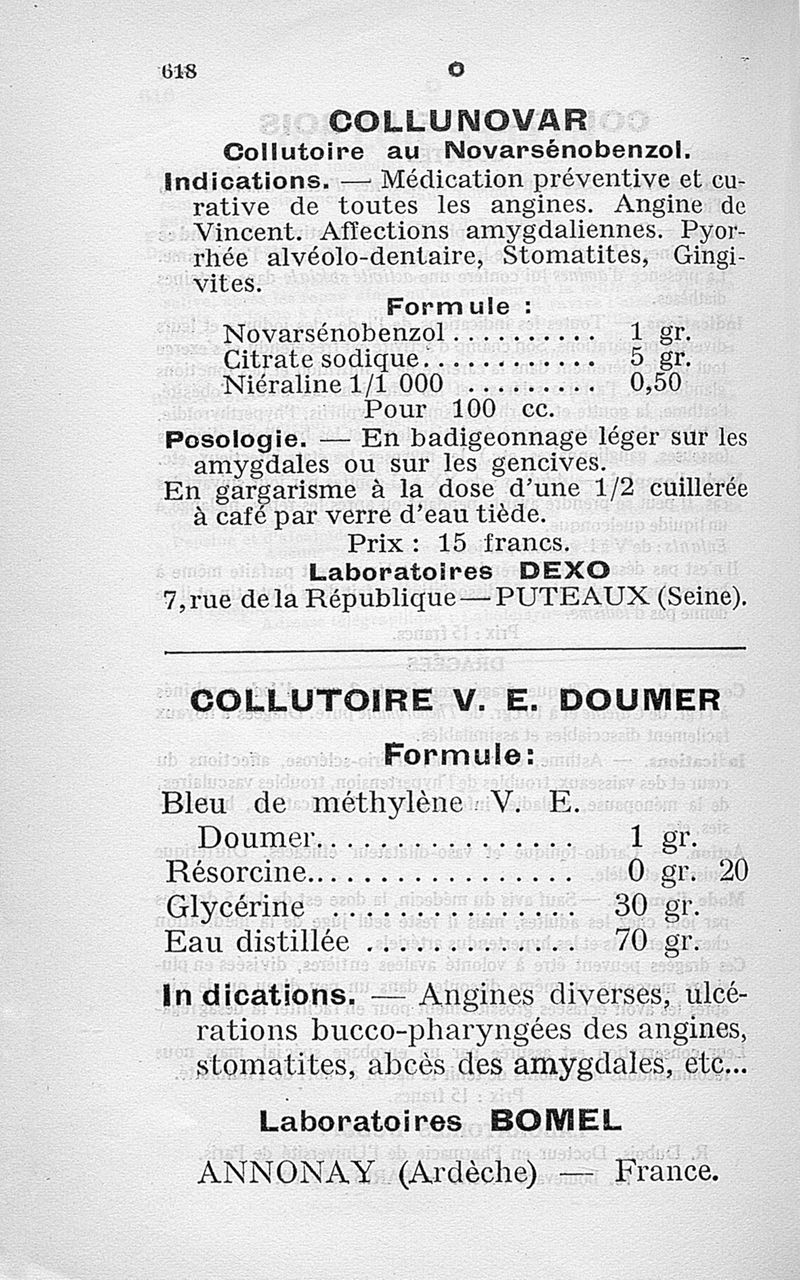 618
O
COLLUNOVAR
Collutoire au Novarsénobenzol.
Indications. — Médication préventive et cu-
rative de toutes les angines. Angine de
Vincent. Affections amygdaliennes. Pyor-
rhée alvéolo-dentaire, Stomatites, Gingi-
vites.
Formule :
Novarsénobenzol .......... 1 gr.
Citrate sodique............ 5 gr.
Niéraline 1/1 000 ......... 0,50
Pour 100 cc.
Posologie. — En badigeonnage léger sur les
amygdales ou sur les gencives.
En gargarisme à la dose d'une 1/2 cuillerée
à café par verre d'eau tiède.
Prix : 15 francs.
Laboratoires DEXO
7, rue de la République — PUTEAUX (Seine).
COLLUTOIRE V. E. DOUMER
Formule:
Bleu de méthylène V. E.
Doumer................ 1 gr.
Résorcine................. 0 gr. 20
Glycérine ............... 30 gr.
Eau distillée ............. 70 gr.
Indications. — Angines diverses, ulcé-
rations bucco-pharyngées des angines,
stomatites, abcès des amygdales, etc...
Laboratoires BOMEL
ANNONAY (Ardèche) — France.